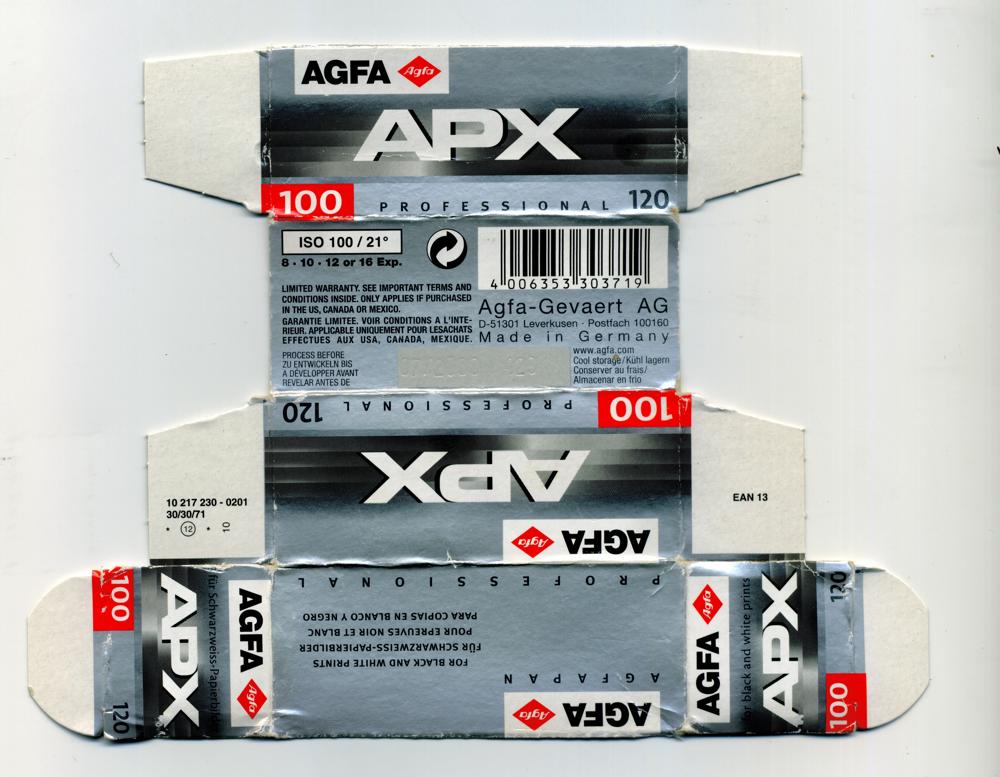 AGFA Agfa
APX
100 PROFESSIONAL 120
ISO 100 / 21°
8 · 10 · 12 or 16 Exp.
4 006353 303719
LIMITED WARRANTY. SEE IMPORTANT TERMS AND
CONDITIONS INSIDE. ONLY APPLIES IF PURCHASED
IN THE US, CANADA OR MEXICO.
GARANTIE LIMITEE. VOIR CONDITIONS A L'INTE-
RIEUR. APPLICABLE UNIQUEMENT POUR LESACHATS
EFFECTUES AUX USA, CANADA, MEXIQUE.
Agfa-Gevaert AG
D-51301 Leverkusen · Postfach 100160
Made in Germany
PROCESS BEFORE
ZU ENTWICKELN BIS
A DÉVELOPPER AVANT
REVELAR ANTES DE
www.agfa.com
Cool storage/Kühl lagern
Conserver au frais/
Almacenar en frio
AGFA Agfa
APX
100 PROFESSIONAL 120
10 217 230 - 0201
30/30/71
* 12 * 10
EAN 13
AGFA Agfa
für Schwarzweiss-Papierbilder
APX
100 120
AGFA Agfa
AGFAPAN
FOR BLACK AND WHITE PRINTS
FÜR SCHWARZWEISS-PAPIERBILDER
POUR EPREUVES NOIR ET BLANC
PARA COPIAS EN BLANCO Y NEGRO
PROFESSIONAL
AGFA Agfa
for black and white prints
APX
100 120